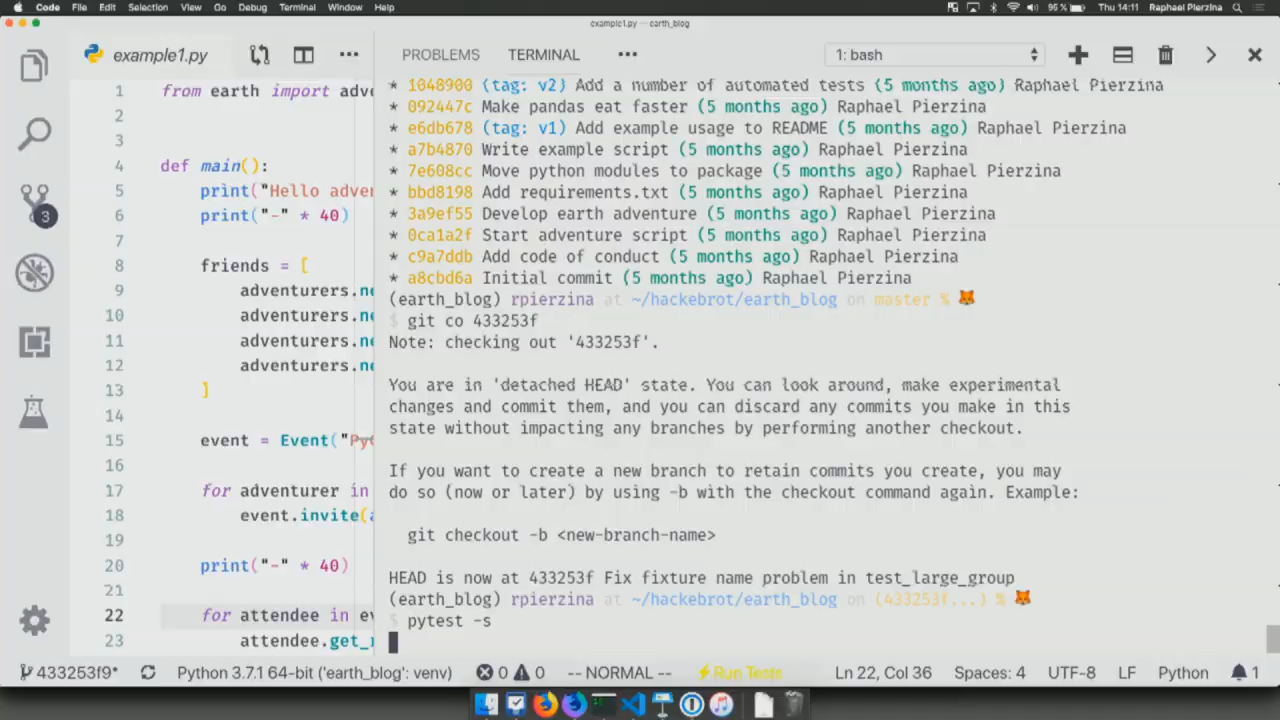 Code File Edit Selection View Go Debug Terminal Window Help 95 % Thu 14:11 Raphael Pierzina
example1.py — earth_blog
example1.py
PROBLEMS TERMINAL ••• 1: bash
1 from earth import adve
2
3
4 def main():
5 print("Hello adven
6 print("-" * 40)
7
8 friends = [
9 adventurers.ne
10 adventurers.ne
11 adventurers.ne
12 adventurers.ne
13 ]
14
15 event = Event("Pyt
16
17 for adventurer in
18 event.invite(a
19
20 print("-" * 40)
21
22 for attendee in ev
23 attendee.get_r
* 1048900 (tag: v2) Add a number of automated tests (5 months ago) Raphael Pierzina
* 092447c Make pandas eat faster (5 months ago) Raphael Pierzina
* e6db678 (tag: v1) Add example usage to README (5 months ago) Raphael Pierzina
* a7b4870 Write example script (5 months ago) Raphael Pierzina
* 7e608cc Move python modules to package (5 months ago) Raphael Pierzina
* bbd8198 Add requirements.txt (5 months ago) Raphael Pierzina
* 3a9ef55 Develop earth adventure (5 months ago) Raphael Pierzina
* 0ca1a2f Start adventure script (5 months ago) Raphael Pierzina
* c9a7ddb Add code of conduct (5 months ago) Raphael Pierzina
* a8cbd6a Initial commit (5 months ago) Raphael Pierzina
(earth_blog) rpierzina at ~/hackebrot/earth_blog on master % 🦊
$ git co 433253f
Note: checking out '433253f'.
You are in 'detached HEAD' state. You can look around, make experimental
changes and commit them, and you can discard any commits you make in this
state without impacting any branches by performing another checkout.
If you want to create a new branch to retain commits you create, you may
do so (now or later) by using -b with the checkout command again. Example:
git checkout -b <new-branch-name>
HEAD is now at 433253f Fix fixture name problem in test_large_group
(earth_blog) rpierzina at ~/hackebrot/earth_blog on (433253f...) % 🦊
$ pytest -s
3
433253f9* Python 3.7.1 64-bit ('earth_blog': venv) 0 0 -- NORMAL -- ⚡Run Tests Ln 22, Col 36 Spaces: 4 UTF-8 LF Python 1